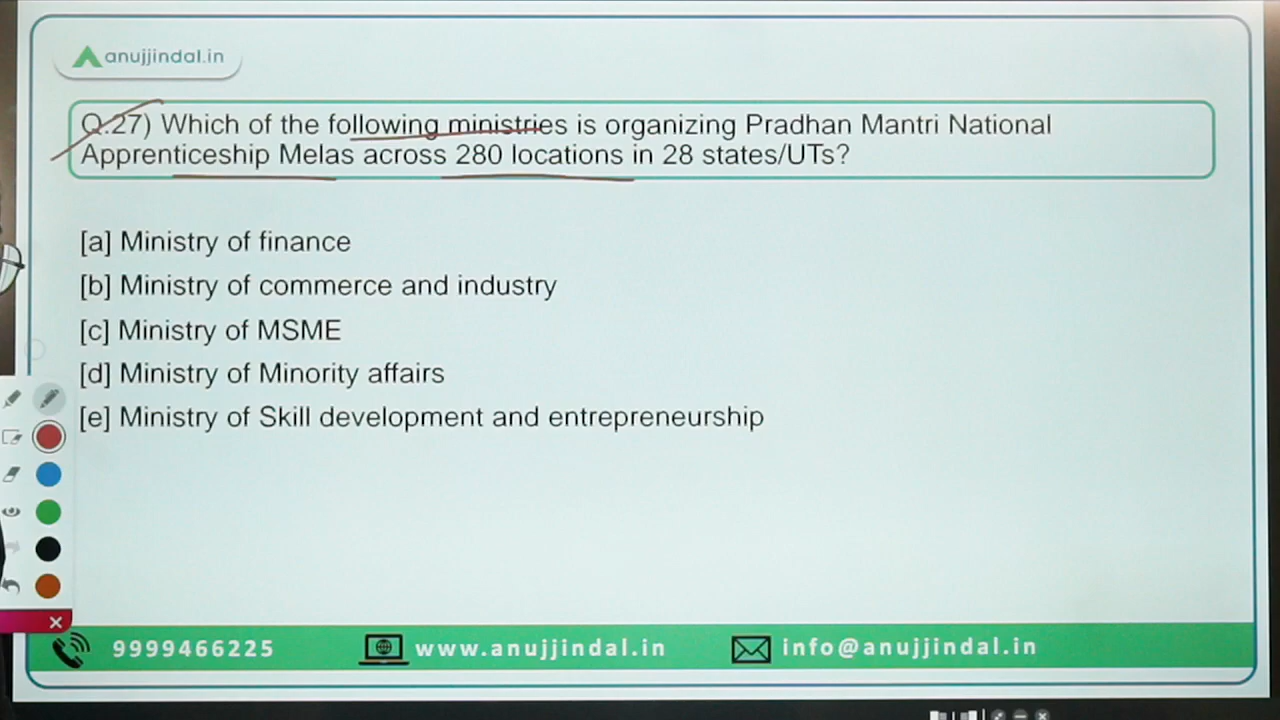 anujjindal.in
Q.27) Which of the following ministries is organizing Pradhan Mantri National
Apprenticeship Melas across 280 locations in 28 states/UTs?
[a] Ministry of finance
[b] Ministry of commerce and industry
[c] Ministry of MSME
[d] Ministry of Minority affairs
[e] Ministry of Skill development and entrepreneurship
9999466225 www.anujjindal.in info@anujjindal.in